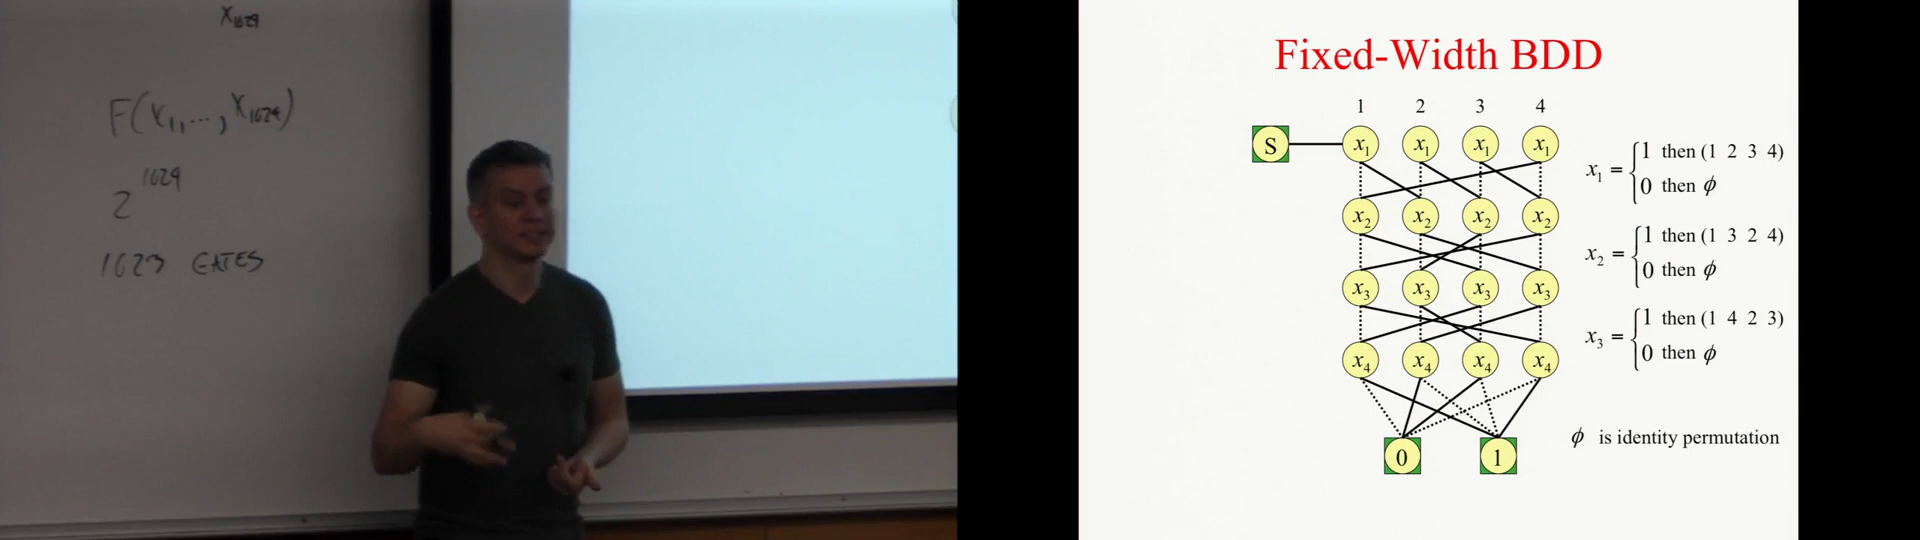 x1024
F(x1,..., x1024)
2^1024
1023 GATES
Fixed-Width BDD
1 2 3 4
S x1 x1 x1 x1
x2 x2 x2 x2
x3 x3 x3 x3
x4 x4 x4 x4
0 1
x1 = { 1 then (1 2 3 4)
0 then ϕ
x2 = { 1 then (1 3 2 4)
0 then ϕ
x3 = { 1 then (1 4 2 3)
0 then ϕ
ϕ is identity permutation